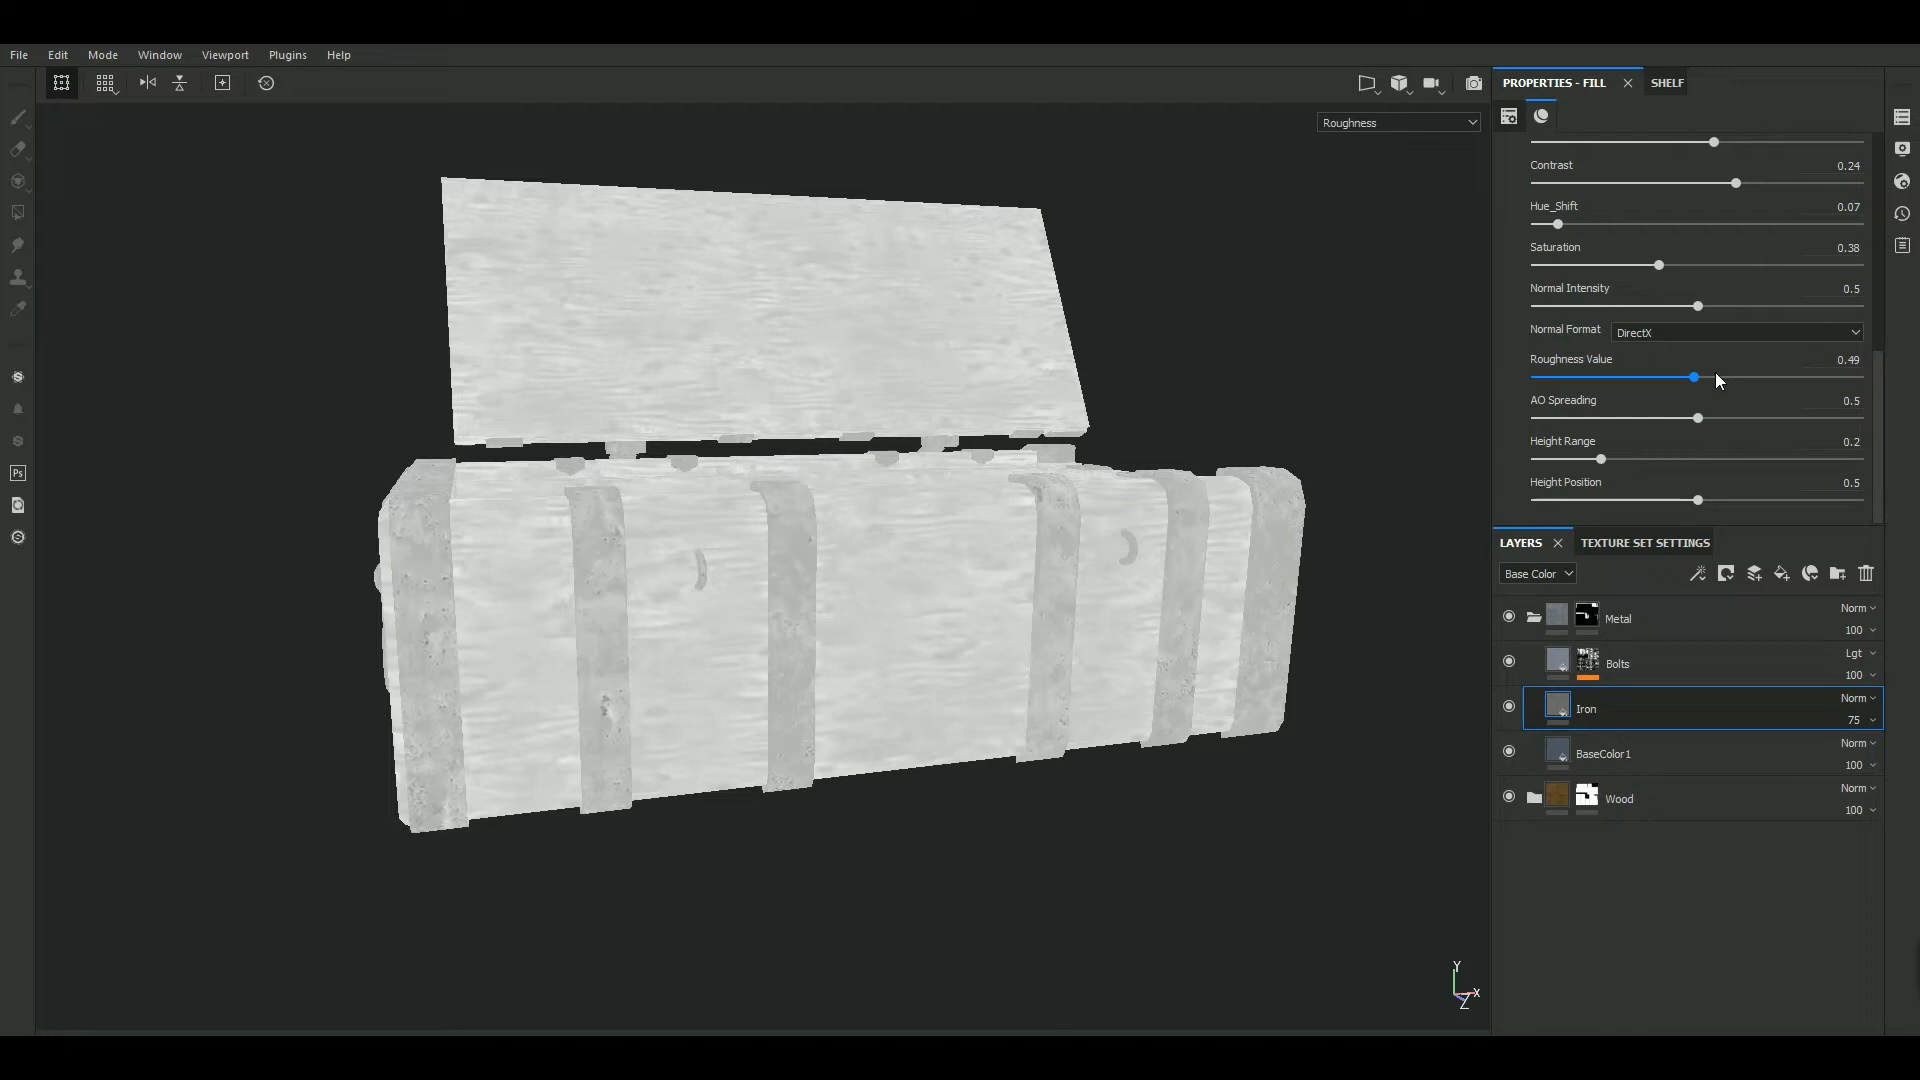 File Edit Mode Window Viewport Plugins Help
PROPERTIES - FILL SHELF
Roughness
Contrast 0.24
Hue_Shift 0.07
Saturation 0.38
Normal Intensity 0.5
Normal Format DirectX
Roughness Value 0.49
AO Spreading 0.5
Height Range 0.2
Height Position 0.5
LAYERS TEXTURE SET SETTINGS
Base Color
Metal Norm
100
Bolts Lgt
100
Iron Norm
75
BaseColor1 Norm
100
Wood Norm
100
Ps
Y
X
Z